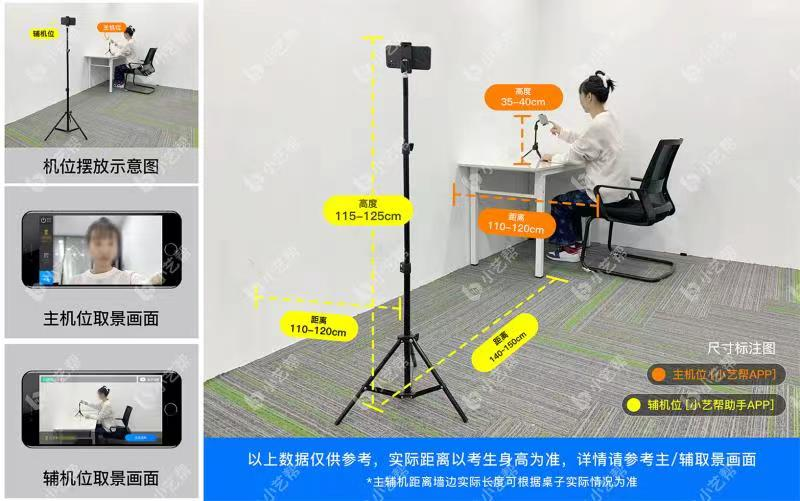 辅机位
主机位
机位摆放示意图
主机位取景画面
辅机位取景画面
高度
35-40cm
高度
115-125cm
距离
110-120cm
距离
110-120cm
距离
140-150cm
尺寸标注图
主机位 [小艺帮APP]
辅机位 [小艺帮助手APP]
以上数据仅供参考，实际距离以考生身高为准，详情请参考主/辅取景画面
*主辅机距离墙边实际长度可根据桌子实际情况为准
小艺帮